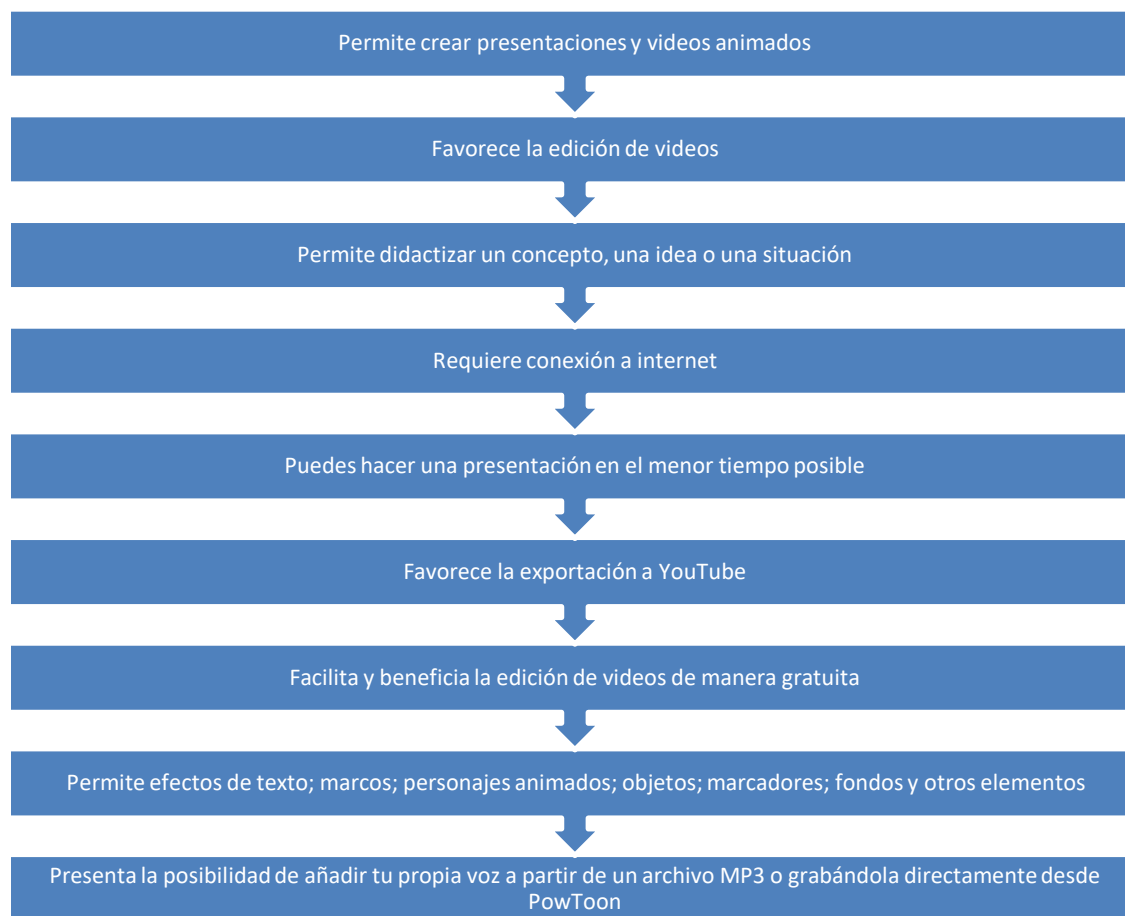 Permite crear presentaciones y videos animados
Favorece la edición de videos
Permite didactizar un concepto, una idea o una situación
Requiere conexión a internet
Puedes hacer una presentación en el menor tiempo posible
Favorece la exportación a YouTube
Facilita y beneficia la edición de videos de manera gratuita
Permite efectos de texto; marcos; personajes animados; objetos; marcadores; fondos y otros elementos
Presenta la posibilidad de añadir tu propia voz a partir de un archivo MP3 o grabándola directamente desde
PowToon